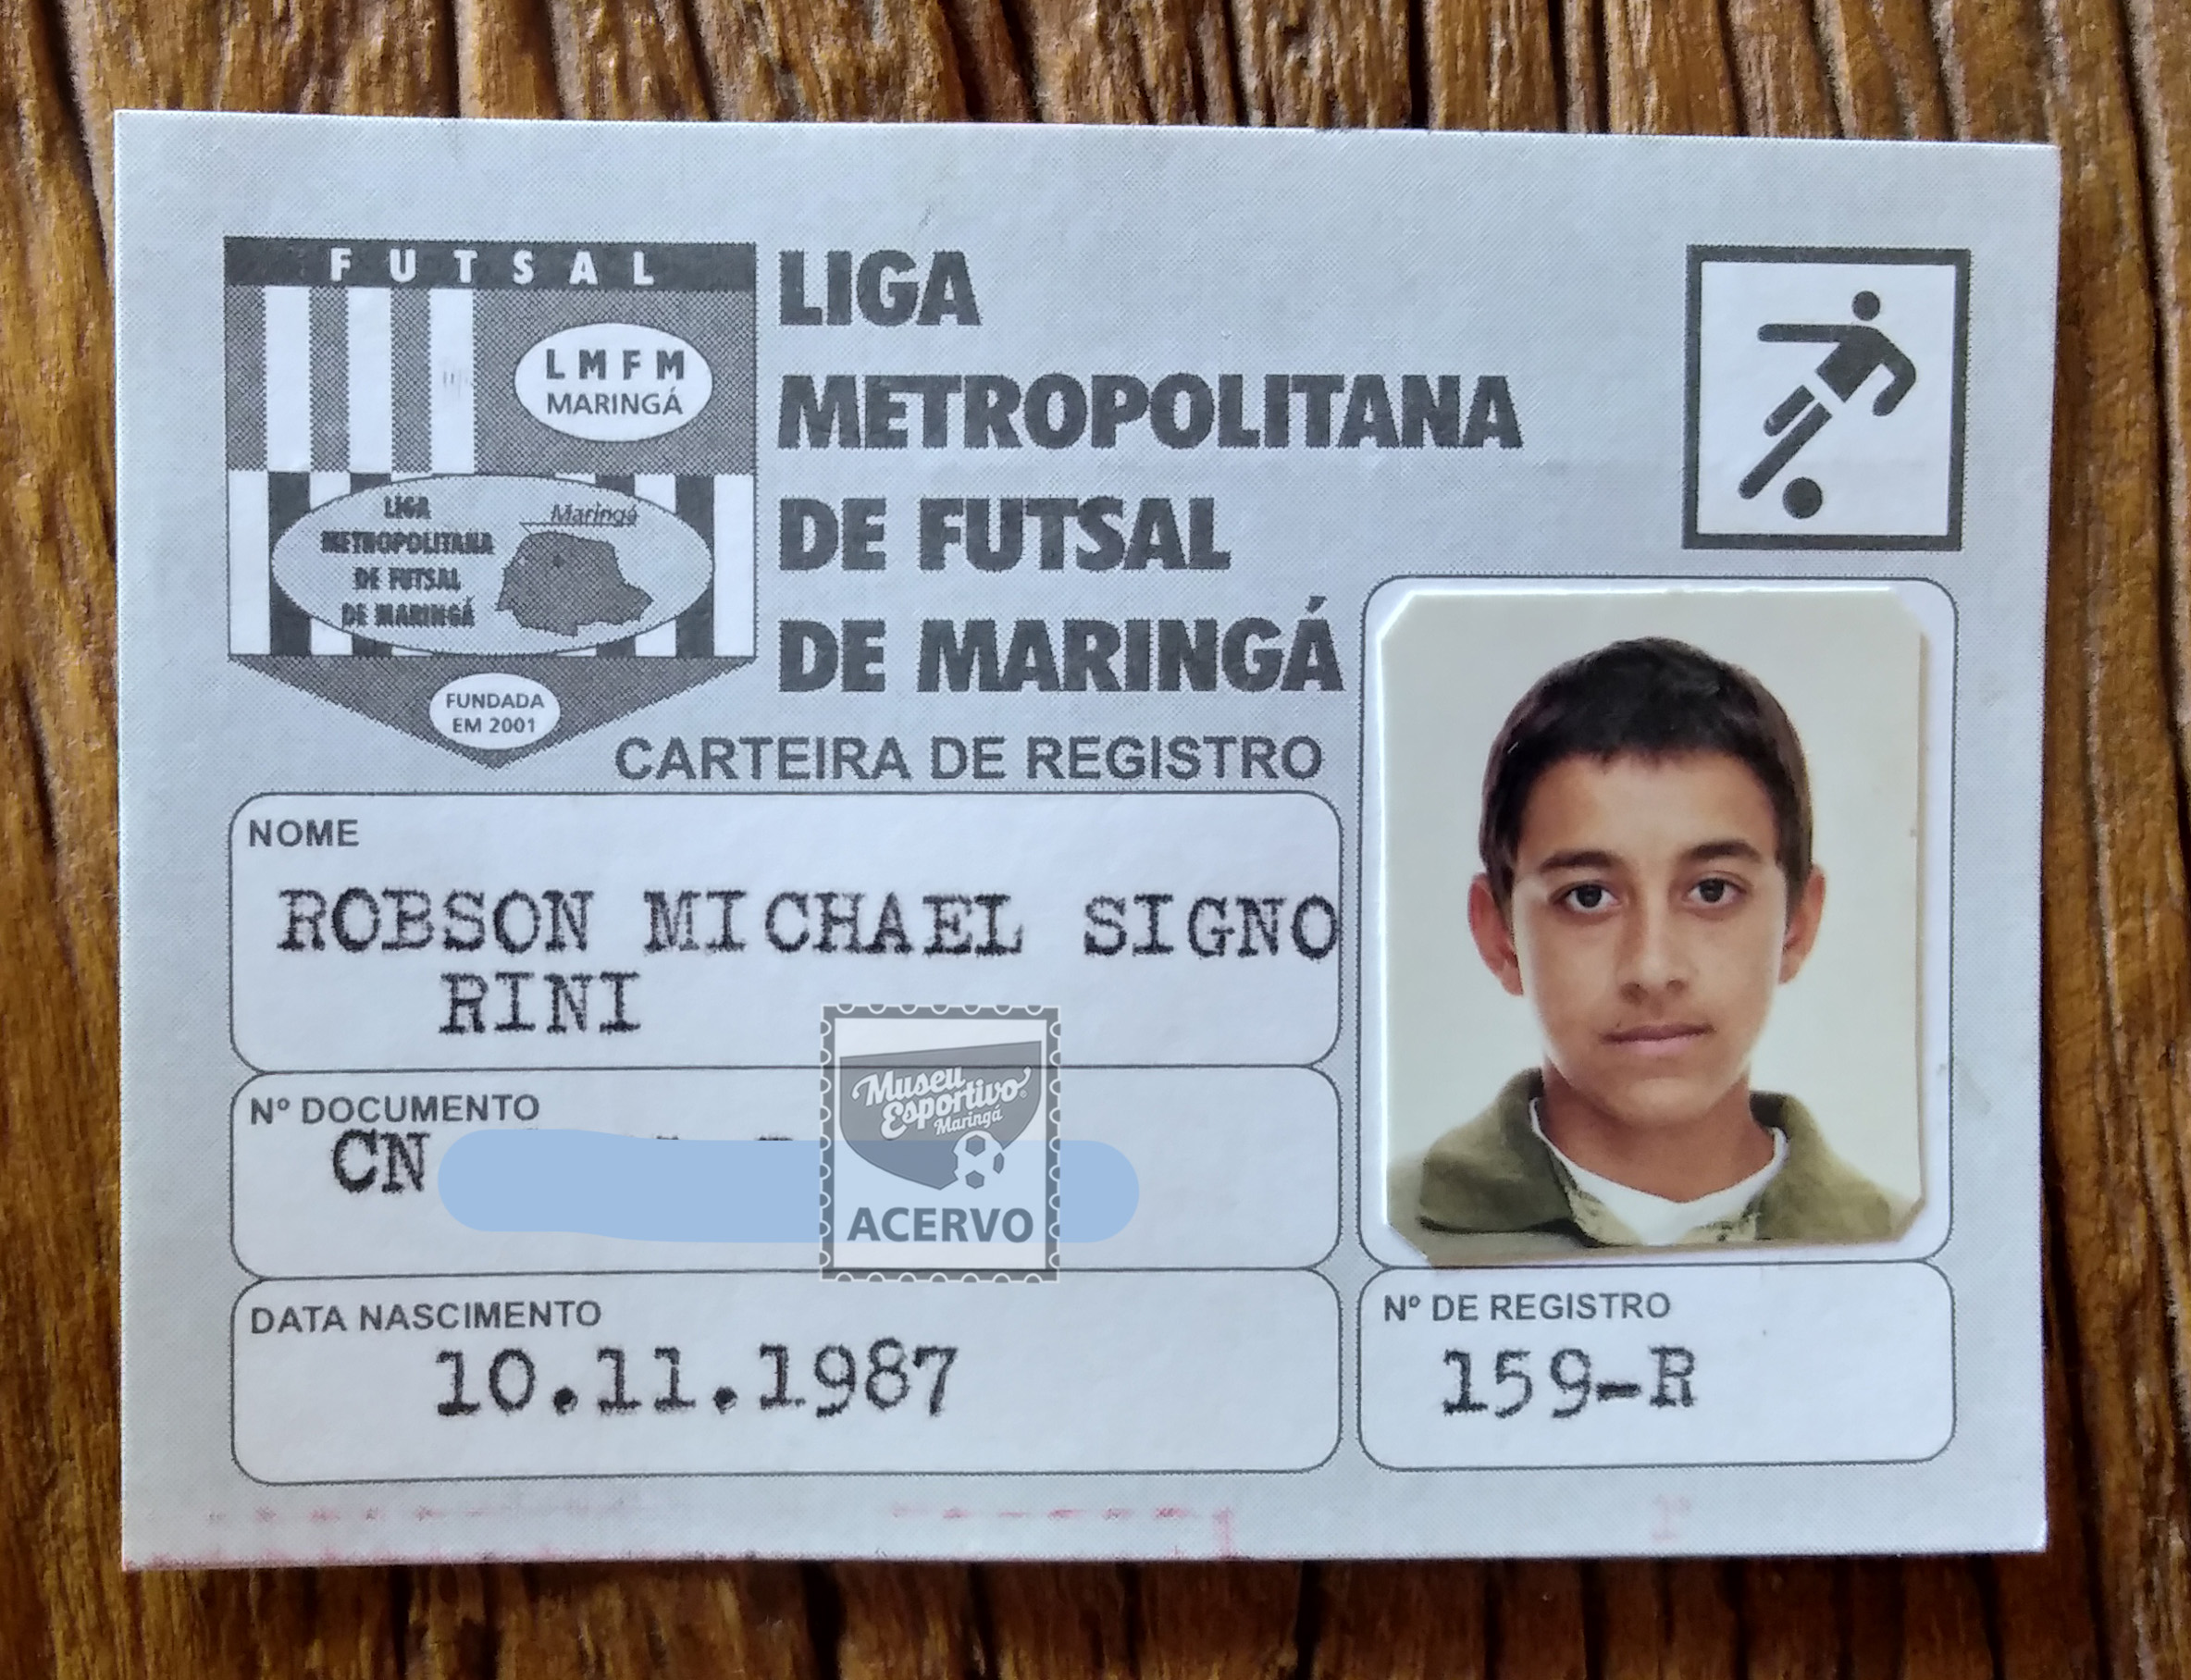 FUTSAL
LMFM
MARINGÁ
LIGA
METROPOLITANA
DE FUTSAL
DE MARINGÁ
Maringá
FUNDADA
EM 2001
LIGA
METROPOLITANA
DE FUTSAL
DE MARINGÁ
CARTEIRA DE REGISTRO
NOME
ROBSON MICHAEL SIGNO
RINI
Nº DOCUMENTO
CN
Museu
Esportivo
Maringá
ACERVO
DATA NASCIMENTO
10.11.1987
Nº DE REGISTRO
159-R